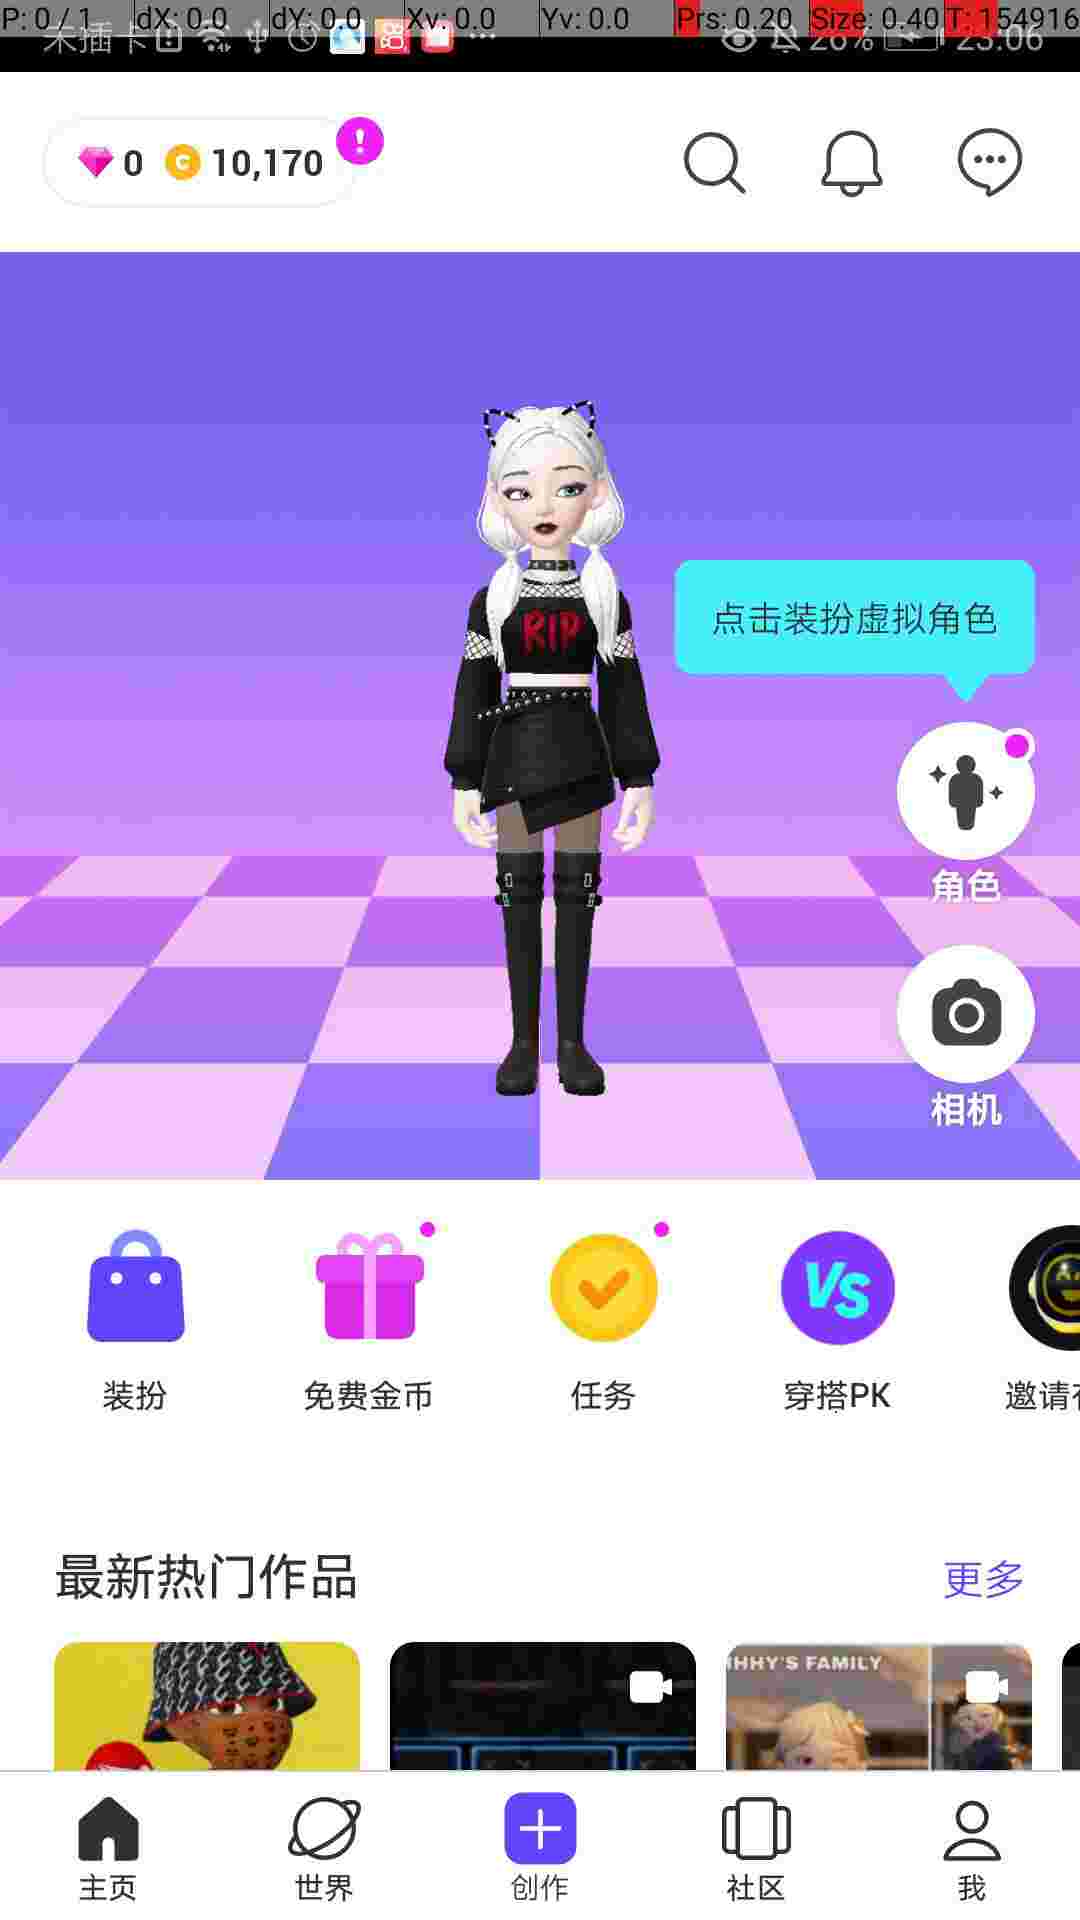 P: 0 / 1 dX: 0.0 dY: 0.0 Xv: 0.0 Yv: 0.0 Prs: 0.20 Size: 0.40 T: 154916
未插卡 26% 23:06
0 10,170
RIP
点击装扮虚拟角色
角色
相机
VS
装扮 免费金币 任务 穿搭PK 邀请
最新热门作品 更多
HHY'S FAMILY
主页 世界 创作 社区 我